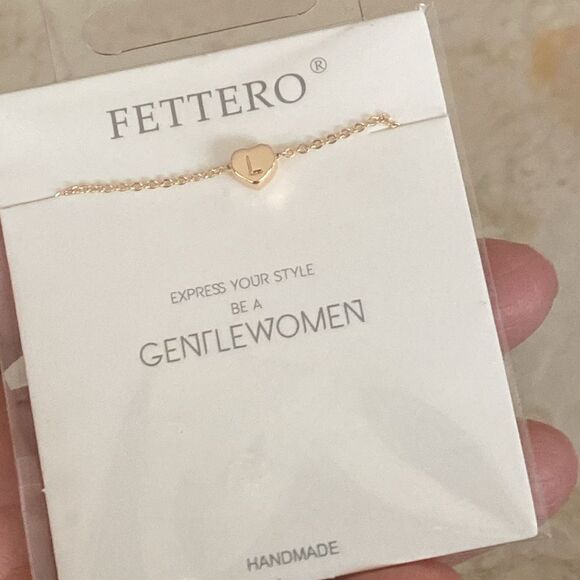 FETTERO®
L
EXPRESS YOUR STYLE
BE A
GENTLEWOMEN
HANDMADE